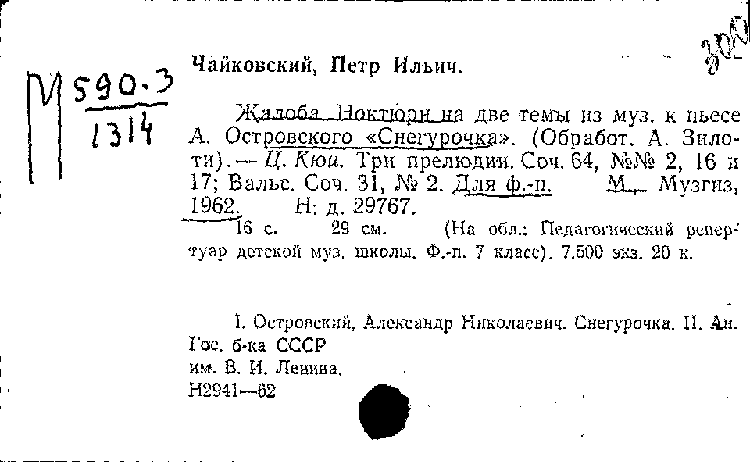 300
Чайковский, Петр Ильич.
М 590-3
1314
Жалоба. Ноктюрн на две темы из муз. к пьесе
А. Островского «Снегурочка». (Обработ. А. Зило-
ти).— Ц. Кюи. Три прелюдии. Соч. 64, №№ 2, 16 и
17; Вальс. Соч. 31, № 2. Для ф.-п. М., Музгиз,
1962. Н: д. 29767.
16 с. 29 см. (На обл.: Педагогический репер-
туар детской муз. школы. Ф.-п. 7 класс). 7.500 экз. 20 к.
I. Островский, Александр Николаевич. Снегурочка. II. Ан.
Гос. б-ка СССР
им. В. И. Ленина.
Н2941—62